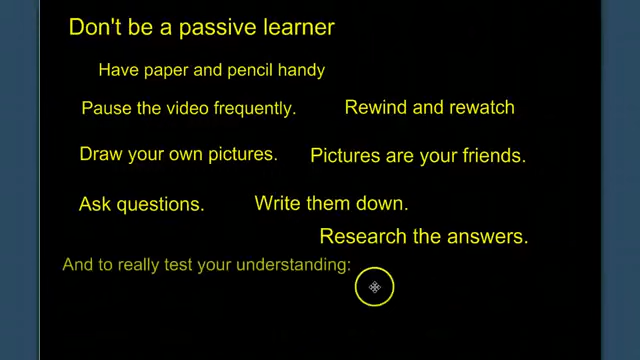 Don't be a passive learner
Have paper and pencil handy
Pause the video frequently. Rewind and rewatch
Draw your own pictures. Pictures are your friends.
Ask questions. Write them down.
Research the answers.
And to really test your understanding: